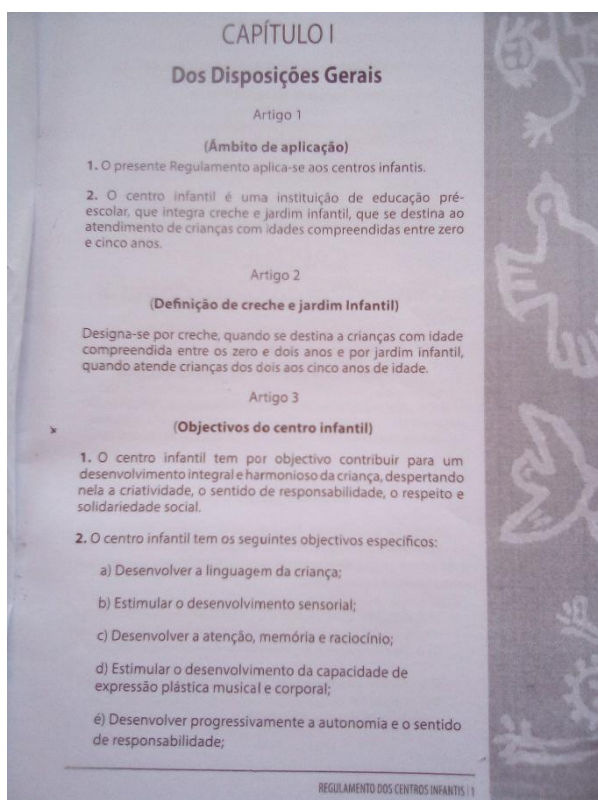 CAPÍTULO I
Dos Disposições Gerais
Artigo 1
(Âmbito de aplicação)
1. O presente Regulamento aplica-se aos centros infantis.
2. O centro infantil é uma instituição de educação pré-
escolar, que integra creche e jardim infantil, que se destina ao
atendimento de crianças com idades compreendidas entre zero
e cinco anos.
Artigo 2
(Definição de creche e jardim Infantil)
Designa-se por creche, quando se destina a crianças com idade
compreendida entre os zero e dois anos e por jardim infantil,
quando atende crianças dos dois aos cinco anos de idade.
Artigo 3
(Objectivos do centro infantil)
1. O centro infantil tem por objectivo contribuir para um
desenvolvimento integral e harmonioso da criança, despertando
nela a criatividade, o sentido de responsabilidade, o respeito e
solidariedade social.
2. O centro infantil tem os seguintes objectivos específicos:
a) Desenvolver a linguagem da criança;
b) Estimular o desenvolvimento sensorial;
c) Desenvolver a atenção, memória e raciocínio;
d) Estimular o desenvolvimento da capacidade de
expressão plástica musical e corporal;
é) Desenvolver progressivamente a autonomia e o sentido
de responsabilidade;
REGULAMENTO DOS CENTROS INFANTIS | 1